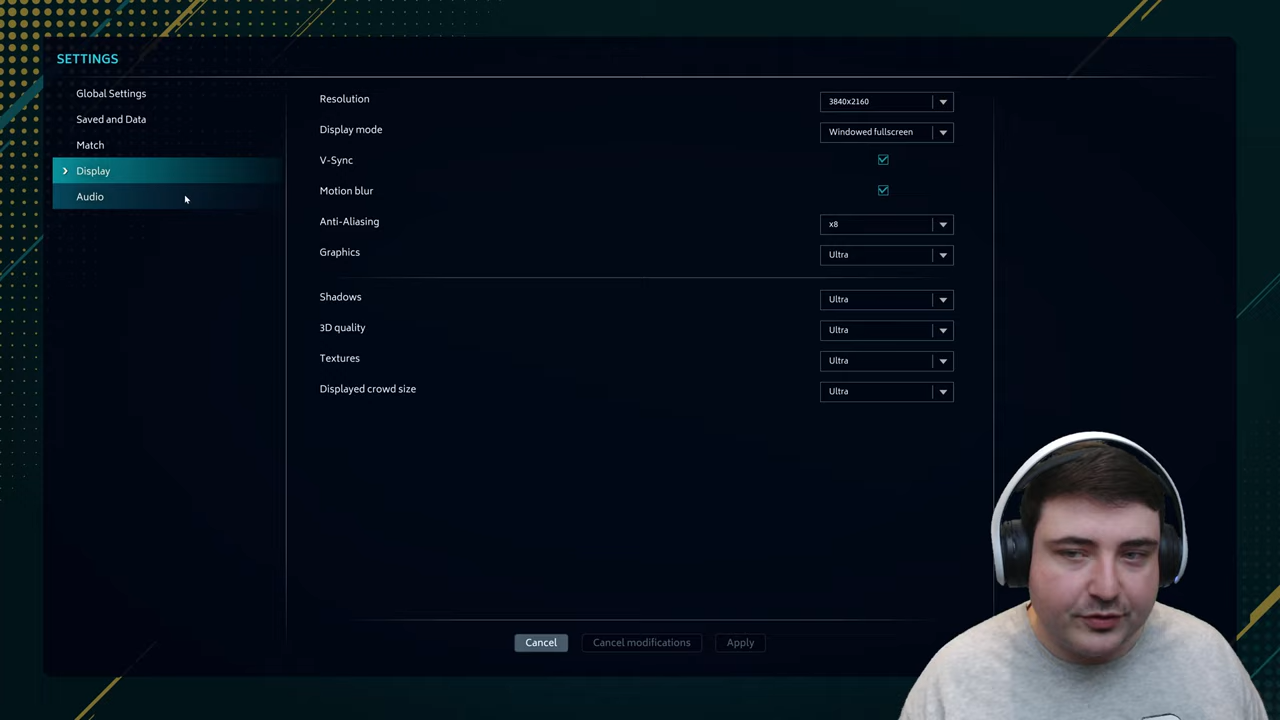 SETTINGS
Global Settings
Saved and Data
Match
Display
Audio
Resolution 3840x2160
Display mode Windowed fullscreen
V-Sync
Motion blur
Anti-Aliasing x8
Graphics Ultra
Shadows Ultra
3D quality Ultra
Textures Ultra
Displayed crowd size Ultra
Cancel Cancel modifications Apply